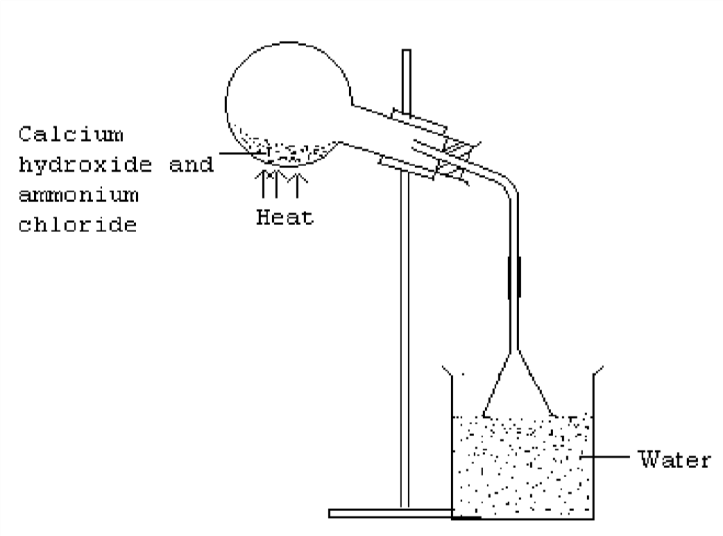 Calcium
hydroxide and
ammonium
chloride
Heat
Water